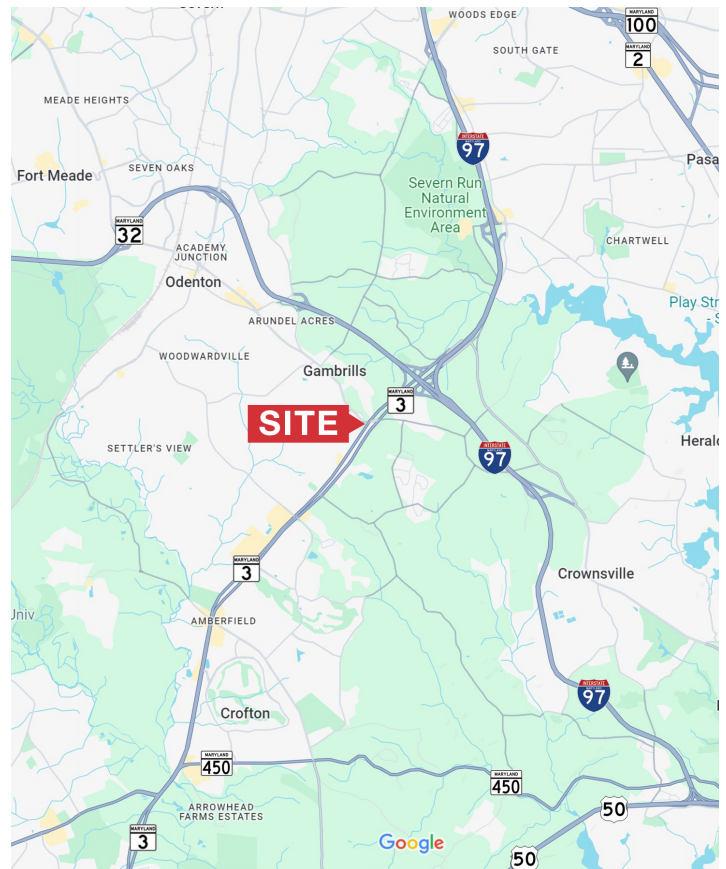 WOODS EDGE
MARYLAND
100
MARYLAND
2
SOUTH GATE
MEADE HEIGHTS
INTERSTATE
97
Pasa
SEVEN OAKS
Fort Meade
Severn Run
Natural
Environment
Area
MARYLAND
32
CHARTWELL
ACADEMY
JUNCTION
Odenton
Play Str
- S
ARUNDEL ACRES
WOODWARDVILLE
Gambrills
MARYLAND
3
SITE
SETTLER'S VIEW
Herald
INTERSTATE
97
MARYLAND
3
Crownsville
Univ
AMBERFIELD
INTERSTATE
97
Crofton
MARYLAND
450
MARYLAND
450
ARROWHEAD
FARMS ESTATES
50
MARYLAND
3
Google
50